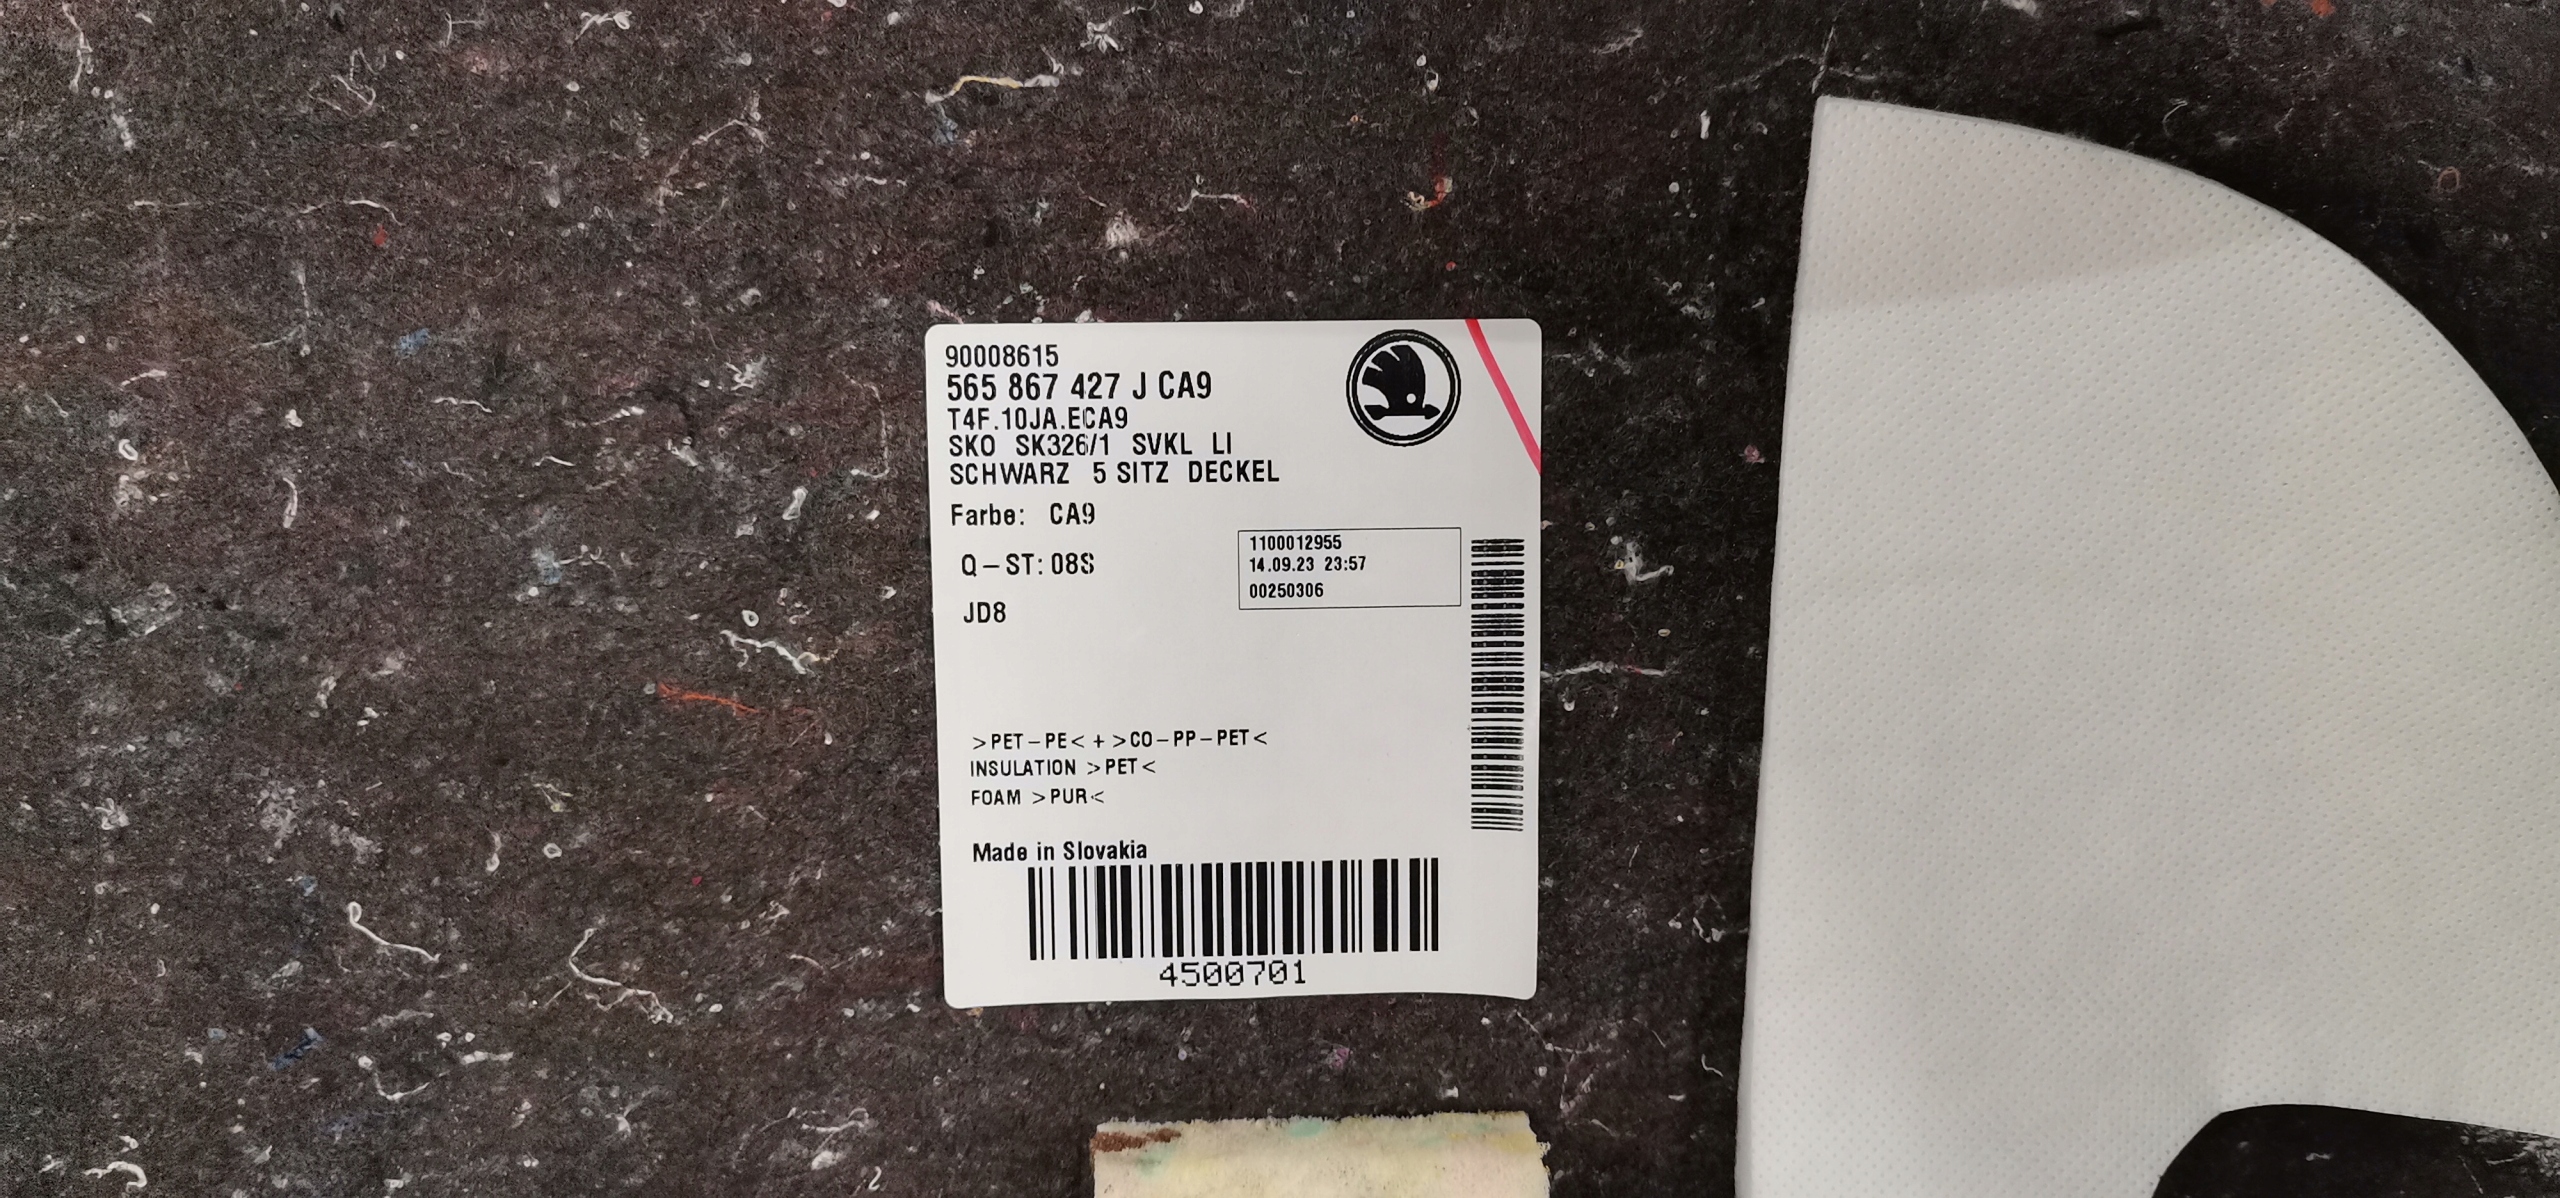 90008615
565 867 427 J CA9
T4F.10JA.ECA9
SKO SK326/1 SVKL LI
SCHWARZ 5 SITZ DECKEL
Farbe: CA9
1100012955
14.09.23 23:57
00250306
Q-ST: 08S
JD8
>PET-PE< + >CO-PP-PET<
INSULATION >PET<
FOAM >PUR<
Made in Slovakia
4500701